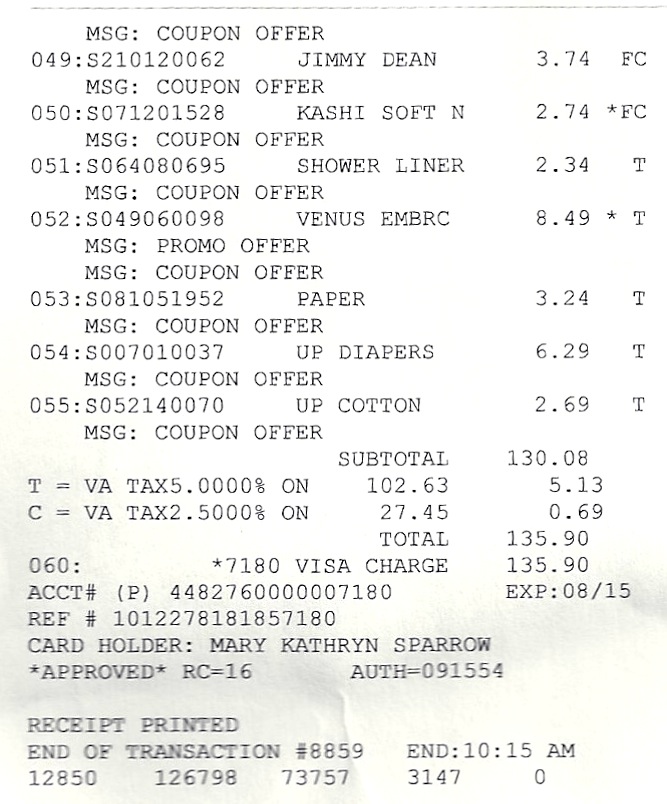 MSG: COUPON OFFER
049:S210120062 JIMMY DEAN 3.74 FC
MSG: COUPON OFFER
050:S071201528 KASHI SOFT N 2.74 *FC
MSG: COUPON OFFER
051:S064080695 SHOWER LINER 2.34 T
MSG: COUPON OFFER
052:S049060098 VENUS EMBRC 8.49 * T
MSG: PROMO OFFER
MSG: COUPON OFFER
053:S081051952 PAPER 3.24 T
MSG: COUPON OFFER
054:S007010037 UP DIAPERS 6.29 T
MSG: COUPON OFFER
055:S052140070 UP COTTON 2.69 T
MSG: COUPON OFFER
SUBTOTAL 130.08
T = VA TAX5.0000% ON 102.63 5.13
C = VA TAX2.5000% ON 27.45 0.69
TOTAL 135.90
060: *7180 VISA CHARGE 135.90
ACCT# (P) 4482760000007180 EXP:08/15
REF # 1012278181857180
CARD HOLDER: MARY KATHRYN SPARROW
*APPROVED* RC=16 AUTH=091554
RECEIPT PRINTED
END OF TRANSACTION #8859 END:10:15 AM
12850 126798 73757 3147 0